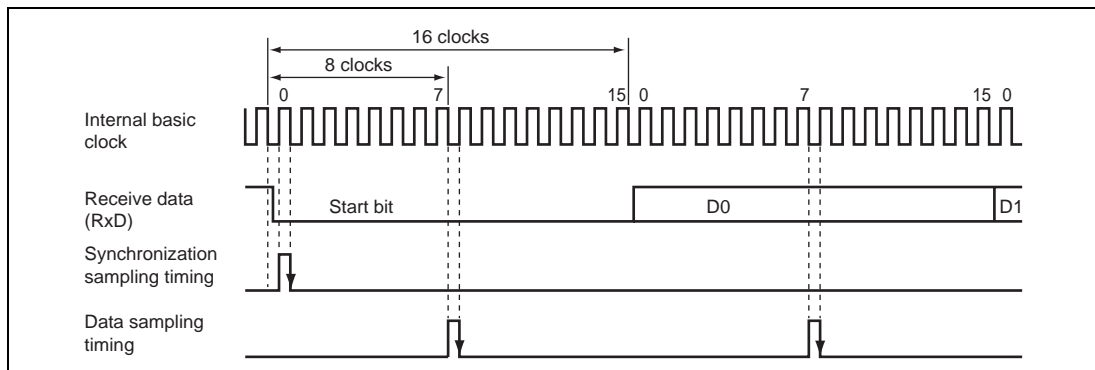 16 clocks
8 clocks
0 7 15 0 7 15 0
Internal basic
clock
Receive data
(RxD)
Start bit D0 D1
Synchronization
sampling timing
Data sampling
timing